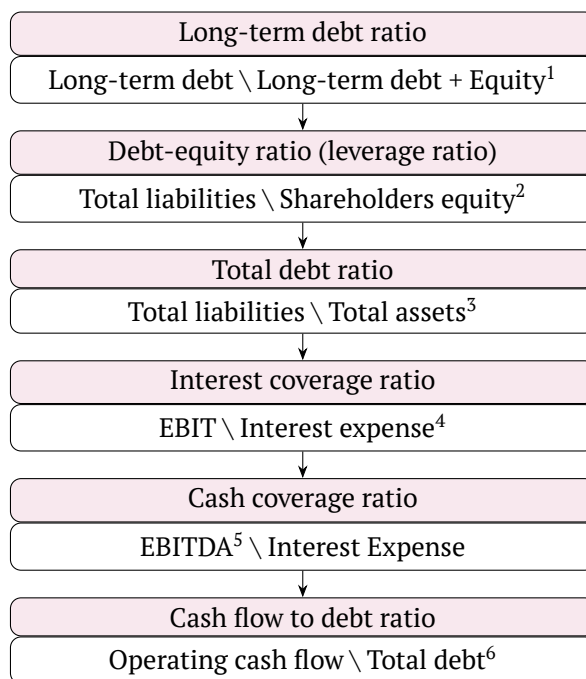 Long-term debt ratio
Long-term debt \ Long-term debt + Equity¹
Debt-equity ratio (leverage ratio)
Total liabilities \ Shareholders equity²
Total debt ratio
Total liabilities \ Total assets³
Interest coverage ratio
EBIT \ Interest expense⁴
Cash coverage ratio
EBITDA⁵ \ Interest Expense
Cash flow to debt ratio
Operating cash flow \ Total debt⁶